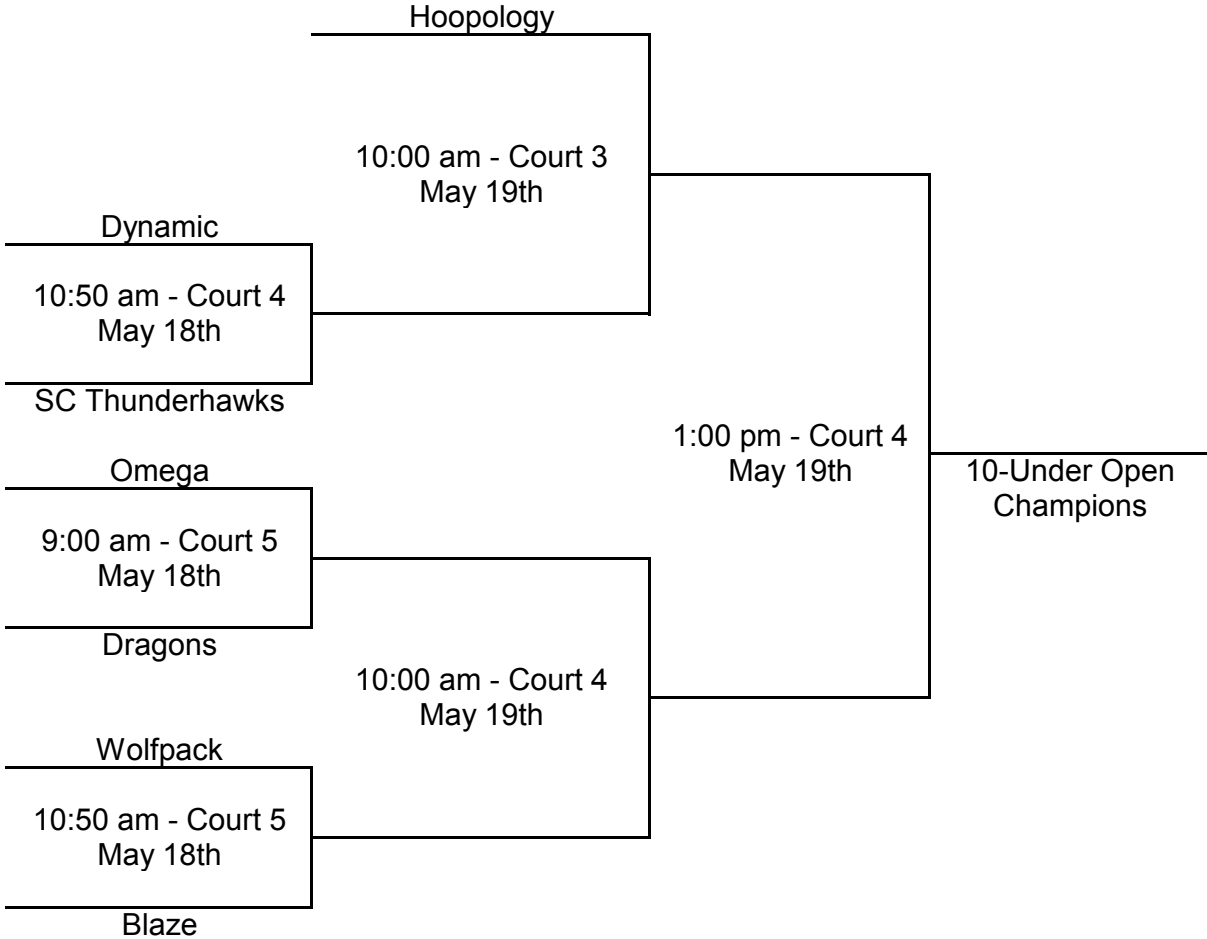 Hoopology
10:00 am - Court 3
May 19th
Dynamic
10:50 am - Court 4
May 18th
SC Thunderhawks
1:00 pm - Court 4
May 19th
10-Under Open
Champions
Omega
9:00 am - Court 5
May 18th
Dragons
10:00 am - Court 4
May 19th
Wolfpack
10:50 am - Court 5
May 18th
Blaze